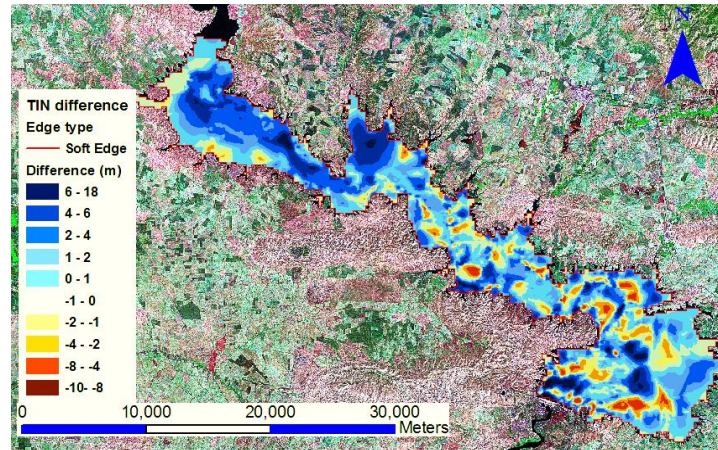 N
TIN difference
Edge type
Soft Edge
Difference (m)
6 - 18
4 - 6
2 - 4
1 - 2
0 - 1
-1 - 0
-2 - -1
-4 - -2
-8 - -4
-10- -8
0 10,000 20,000 30,000
Meters